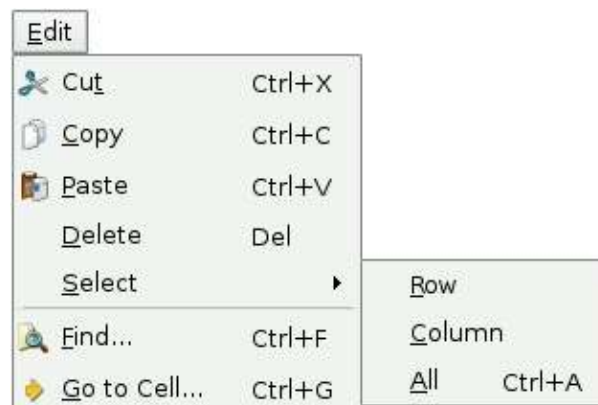 Edit
Cut Ctrl+X
Copy Ctrl+C
Paste Ctrl+V
Delete Del
Select
Row
Column
Find... Ctrl+F
All Ctrl+A
Go to Cell... Ctrl+G